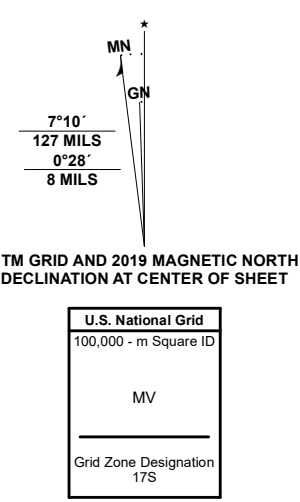 ★
MN
GN
7°10´
127 MILS
0°28´
8 MILS
TM GRID AND 2019 MAGNETIC NORTH
DECLINATION AT CENTER OF SHEET
U.S. National Grid
100,000 - m Square ID
MV
Grid Zone Designation
17S